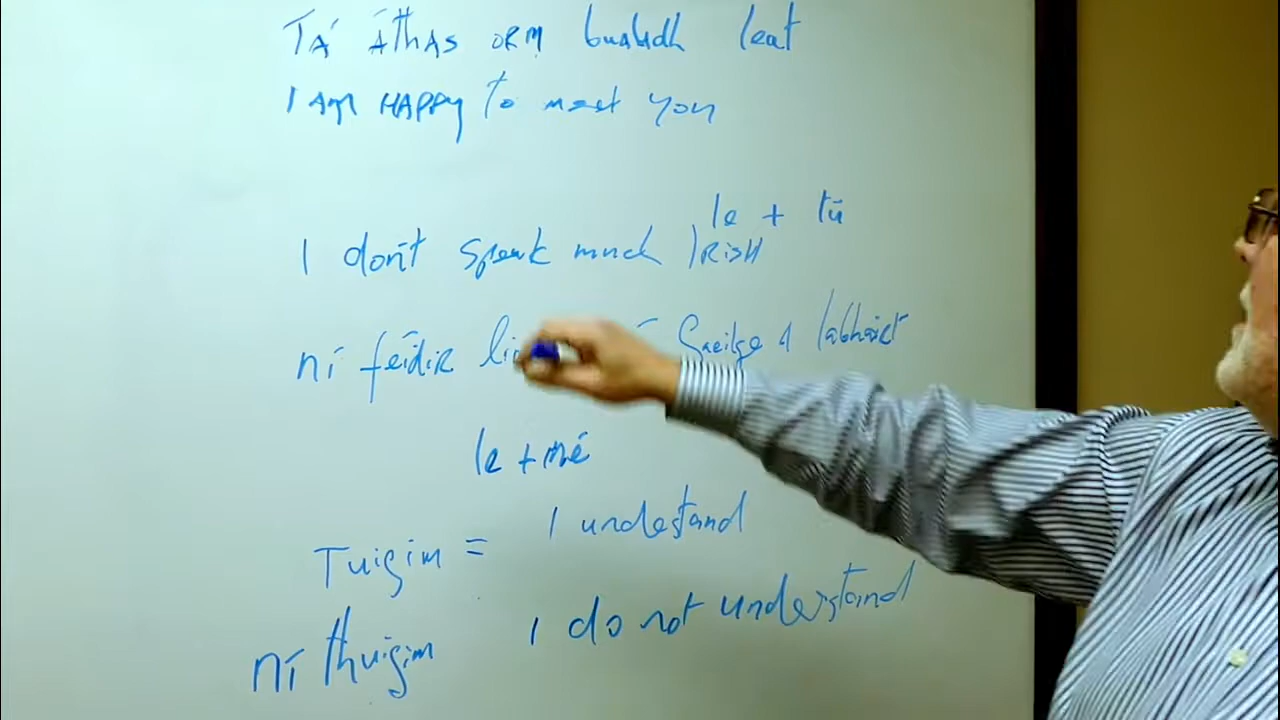 TÁ ÁThAS ORM bualadh leat
I AM HAPPY to meet you
le + tú
I don't speak much IRISH
ní féidir Gaeilge a labhairt
le + mé
Tuigim = I undestand
ní thuigim I do not understand